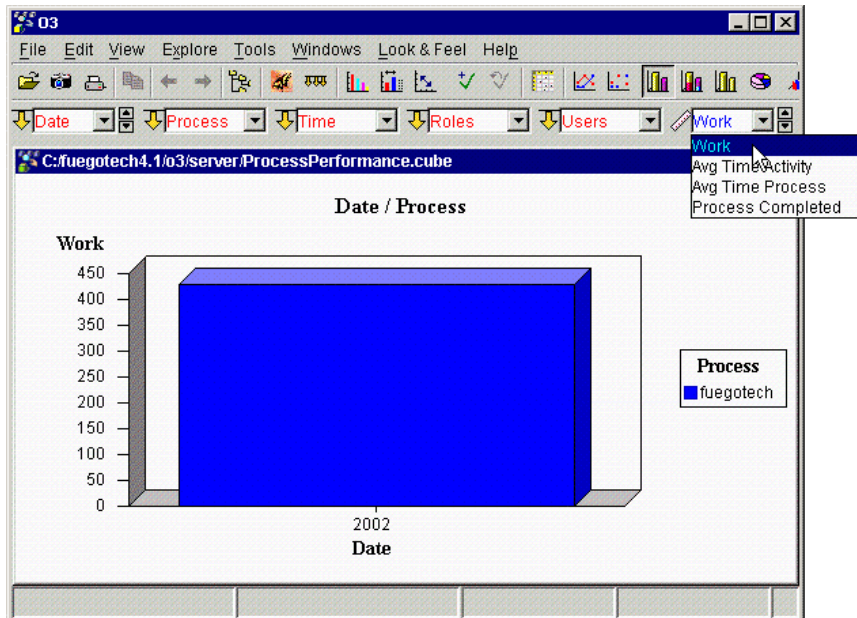 O3
File Edit View Explore Tools Windows Look & Feel Help
Date Process Time Roles Users Work
Work
Avg Time Activity
Avg Time Process
Process Completed
C:/fuegotech4.1/o3/server/ProcessPerformance.cube
Date / Process
Work
450
400
350
300
250
200
150
100
50
0
2002
Date
Process
fuegotech